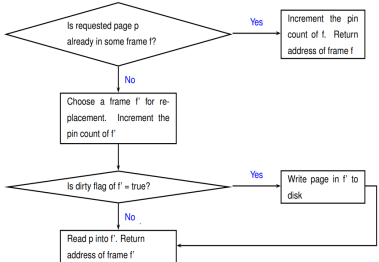 Is requested page p
already in some frame f?
Yes
Increment the pin
count of f. Return
address of frame f
No
Choose a frame f' for re-
placement. Increment the
pin count of f'
Is dirty flag of f' = true?
Yes
Write page in f' to
disk
No
Read p into f'. Return
address of frame f'